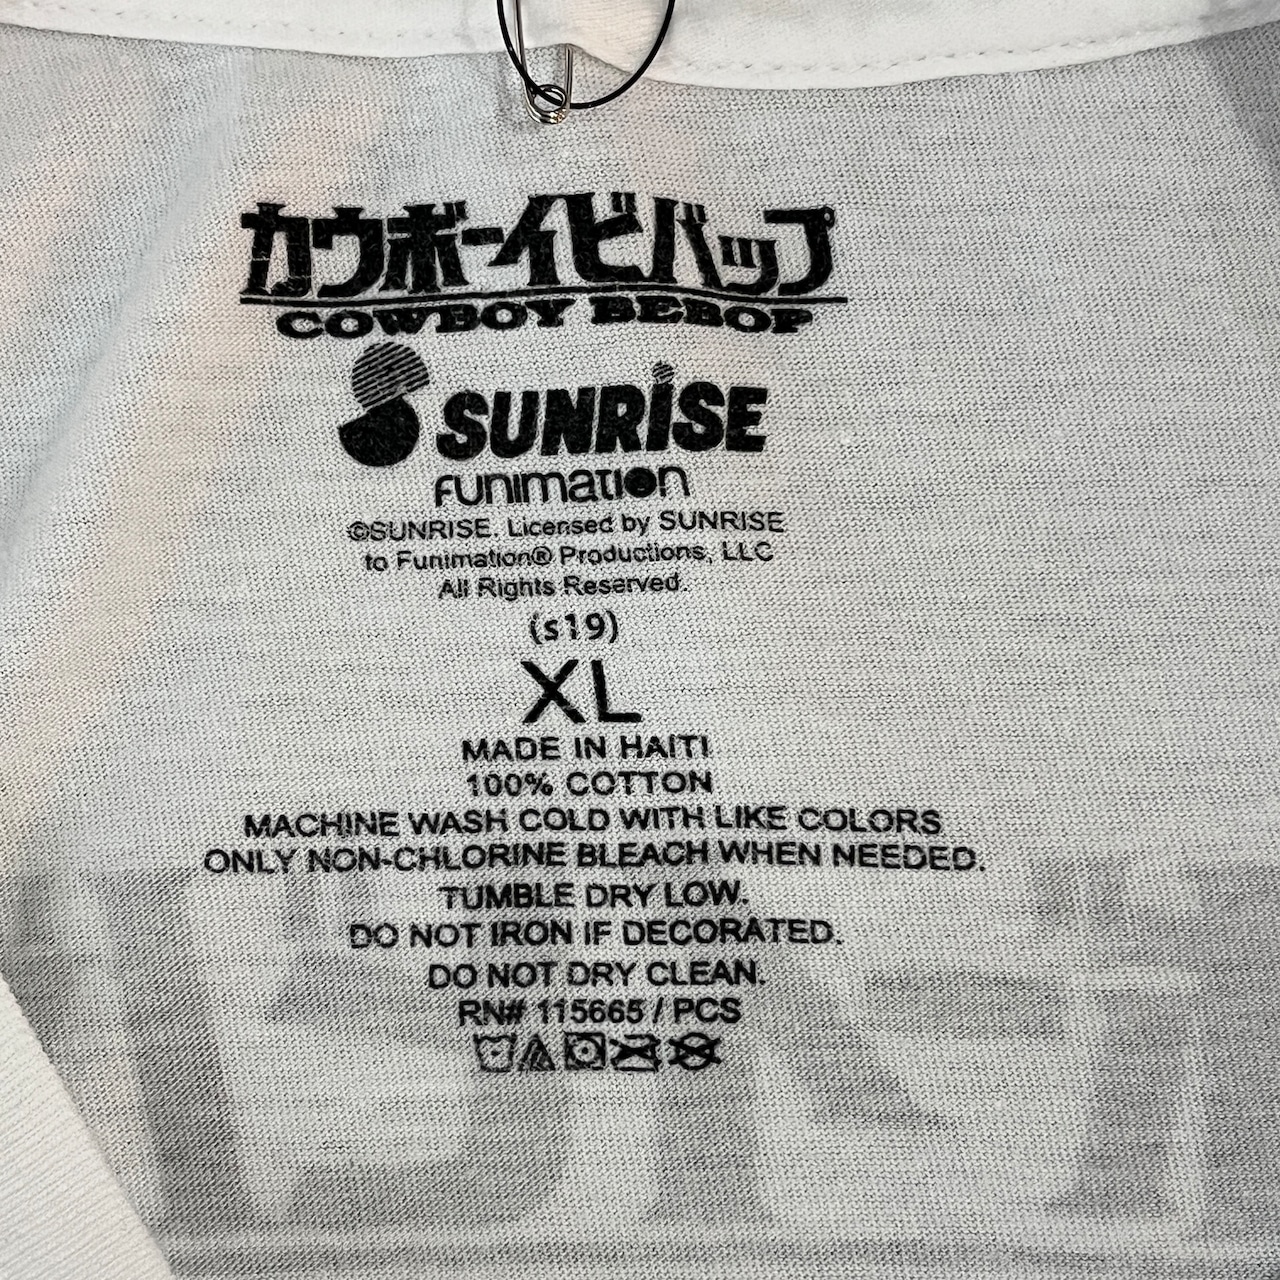 カウボーイビバップ
COWBOY BEBOP
SUNRISE
FUnimation
©SUNRISE. Licensed by SUNRISE
to Funimation® Productions, LLC
All Rights Reserved.
(s19)
XL
MADE IN HAITI
100% COTTON
MACHINE WASH COLD WITH LIKE COLORS
ONLY NON-CHLORINE BLEACH WHEN NEEDED.
TUMBLE DRY LOW.
DO NOT IRON IF DECORATED.
DO NOT DRY CLEAN.
RN# 115665 / PCS